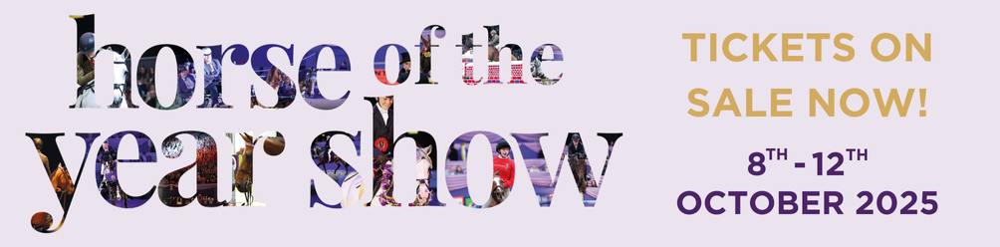 horse of the
year show
TICKETS ON
SALE NOW!
8TH - 12TH
OCTOBER 2025